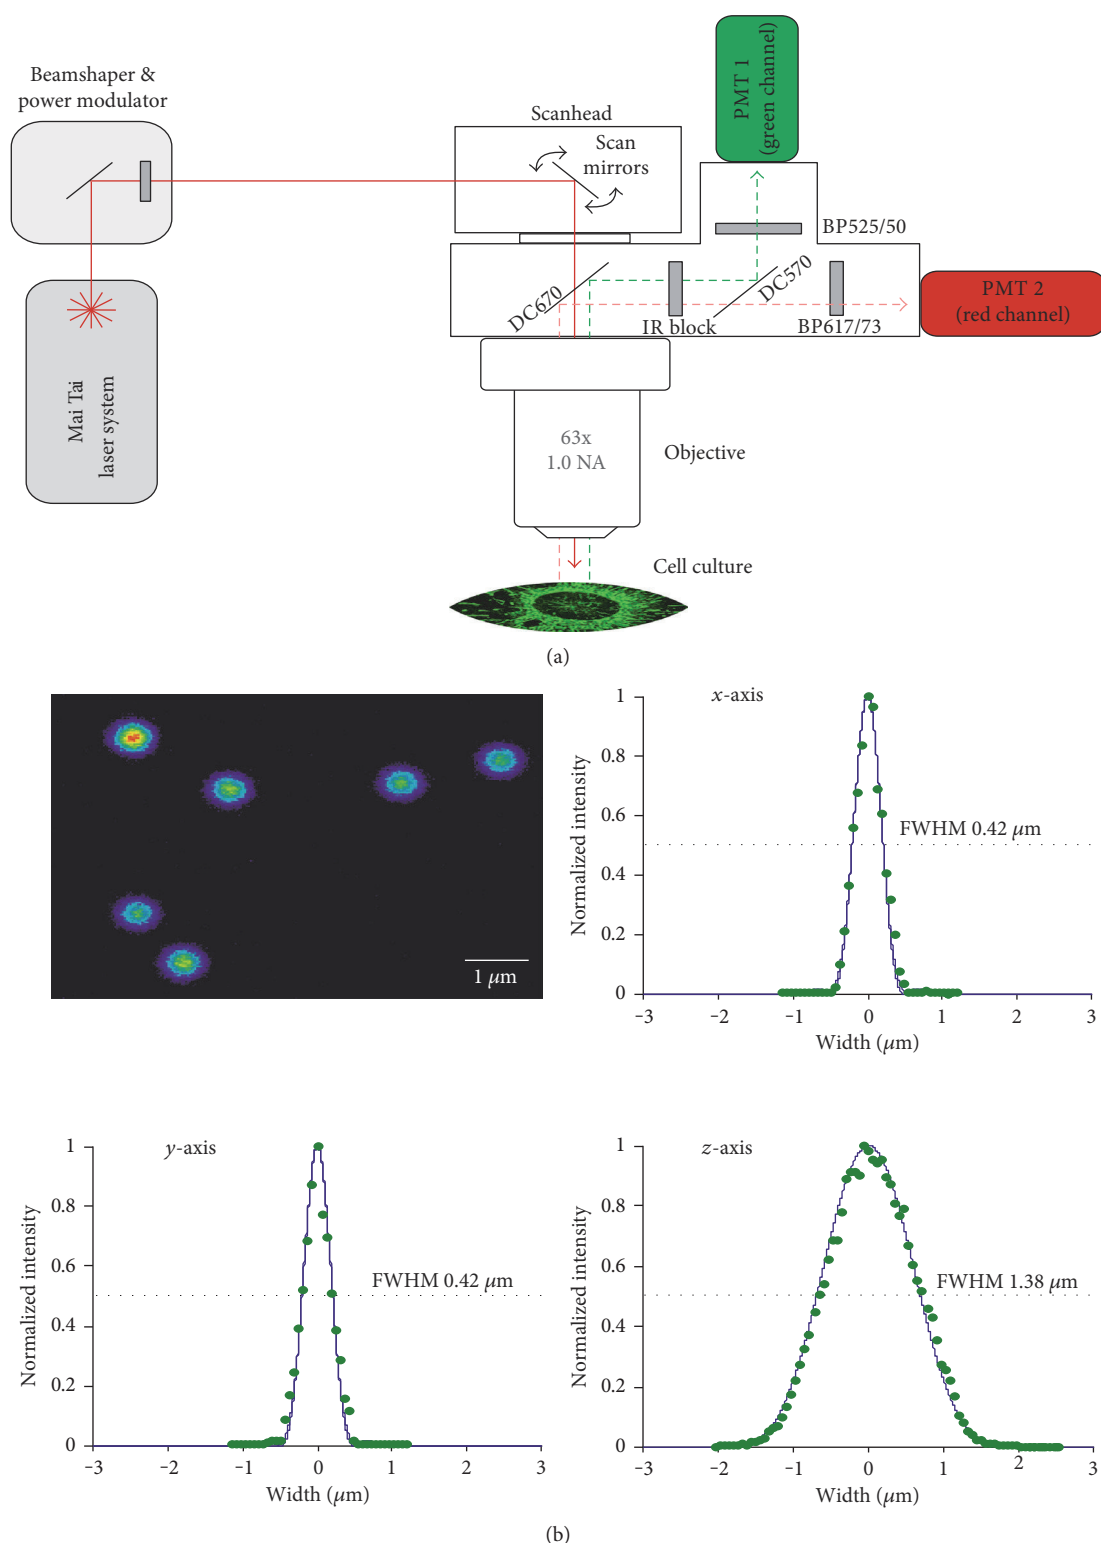 Beamshaper &
power modulator
Mai Tai
laser system
Scanhead
Scan
mirrors
PMT 1
(green channel)
BP525/50
DC670
DC570
IR block
BP617/73
PMT 2
(red channel)
63x
1.0 NA
Objective
Cell culture
(a)
1 μm
x-axis
Normalized intensity
1
0.8
0.6
0.4
0.2
0
FWHM 0.42 μm
-3 -2 -1 0 1 2 3
Width (μm)
y-axis
Normalized intensity
1
0.8
0.6
0.4
0.2
0
FWHM 0.42 μm
-3 -2 -1 0 1 2 3
Width (μm)
z-axis
Normalized intensity
1
0.8
0.6
0.4
0.2
0
FWHM 1.38 μm
-3 -2 -1 0 1 2 3
Width (μm)
(b)